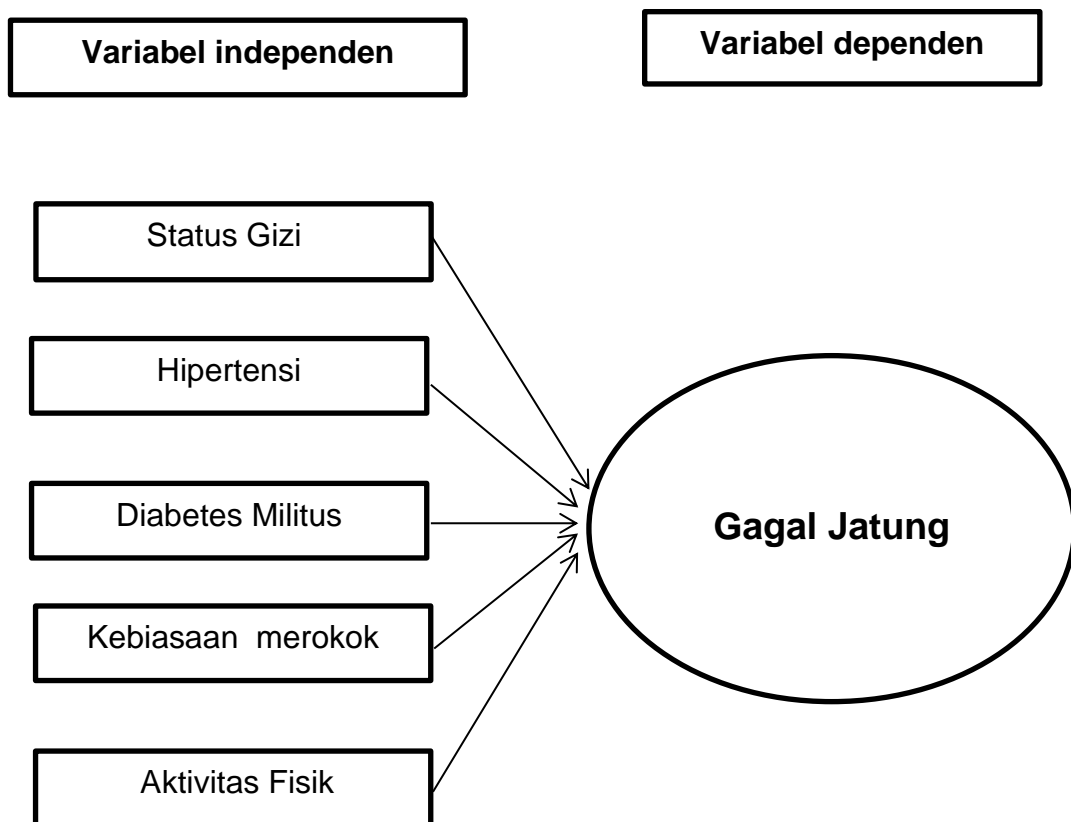 Variabel independen
Variabel dependen
Status Gizi
Hipertensi
Diabetes Militus
Gagal Jatung
Kebiasaan merokok
Aktivitas Fisik